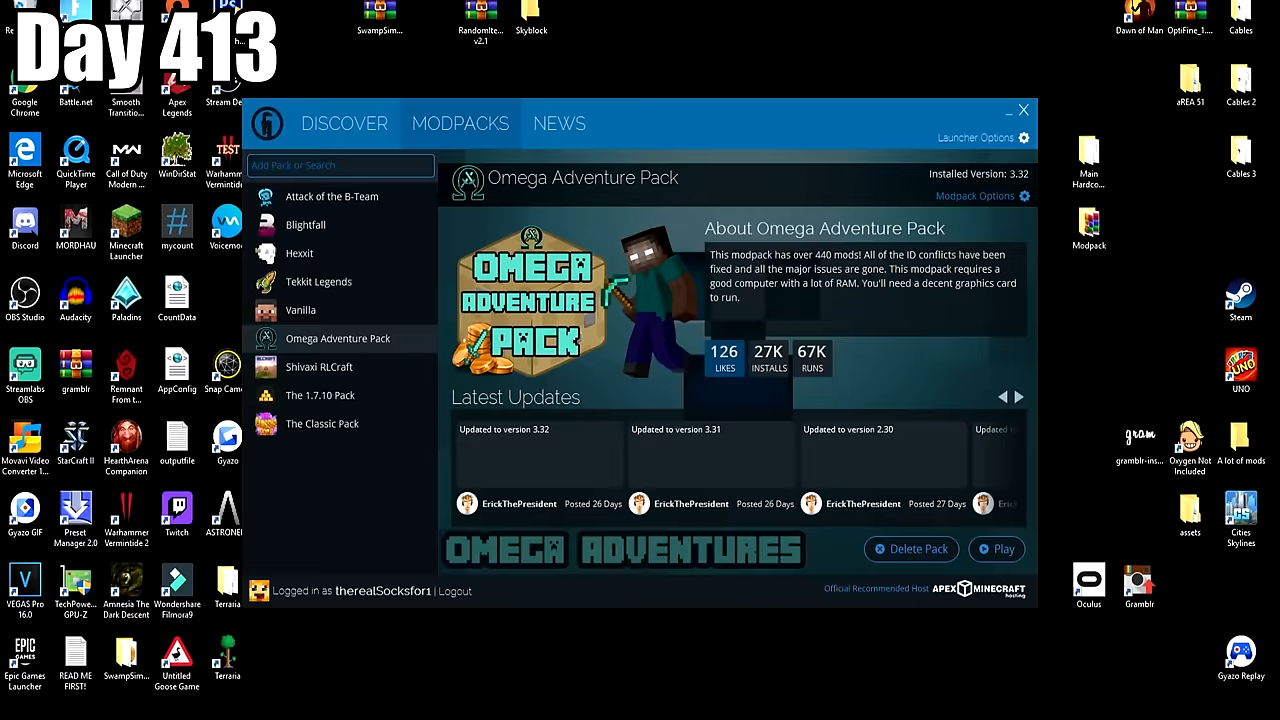 Day 413
Re
h...
SwampSim...
RandomIte...
v2.1
Skyblock
Dawn of Man
OptiFine_1....
Cables
Google
Chrome
Battle.net
Smooth
Transitio...
Apex
Legends
Stream De
aREA 51
Cables 2
DISCOVER
MODPACKS
NEWS
Launcher Options
Microsoft
Edge
QuickTime
Player
Call of Duty
Modern ...
WinDirStat
TEST
Warham
Vermintide
Main
Hardco...
Cables 3
Add Pack or Search
Attack of the B-Team
Blightfall
Hexxit
Tekkit Legends
Vanilla
Omega Adventure Pack
Shivaxi RLCraft
The 1.7.10 Pack
The Classic Pack
Omega Adventure Pack
Installed Version: 3.32
Modpack Options
OMEGA
ADVENTURE
PACK
About Omega Adventure Pack
This modpack has over 440 mods! All of the ID conflicts have been
fixed and all the major issues are gone. This modpack requires a
good computer with a lot of RAM. You'll need a decent graphics card
to run.
126
LIKES
27K
INSTALLS
67K
RUNS
Latest Updates
Updated to version 3.32
Updated to version 3.31
Updated to version 2.30
Updated
ErickThePresident
Posted 26 Days
ErickThePresident
Posted 26 Days
ErickThePresident
Posted 27 Days
Eric
OMEGA ADVENTURES
Delete Pack
Play
Logged in as therealSocksfor1 | Logout
Official Recommended Host
APEX MINECRAFT
hosting
Discord
MORDHAU
Minecraft
Launcher
mycount
Voicemo
Modpack
OBS Studio
Audacity
Paladins
CountData
Steam
Streamlabs
OBS
gramblr
Remnant
From t...
AppConfig
Snap Cam
UNO
Movavi Video
Converter 1...
StarCraft II
HearthArena
Companion
outputfile
Gyazo
gram
gramblr-ins...
Oxygen Not
Included
A lot of mods
Gyazo GIF
Preset
Manager 2.0
Warhammer
Vermintide 2
Twitch
ASTRONE
assets
Cities
Skylines
VEGAS Pro
16.0
TechPowe...
GPU-Z
Amnesia The
Dark Descent
Wondershare
Filmora9
Terraria
Oculus
Gramblr
EPIC
GAMES
Epic Games
Launcher
READ ME
FIRST!
SwampSim...
Untitled
Goose Game
Terraria
Gyazo Replay